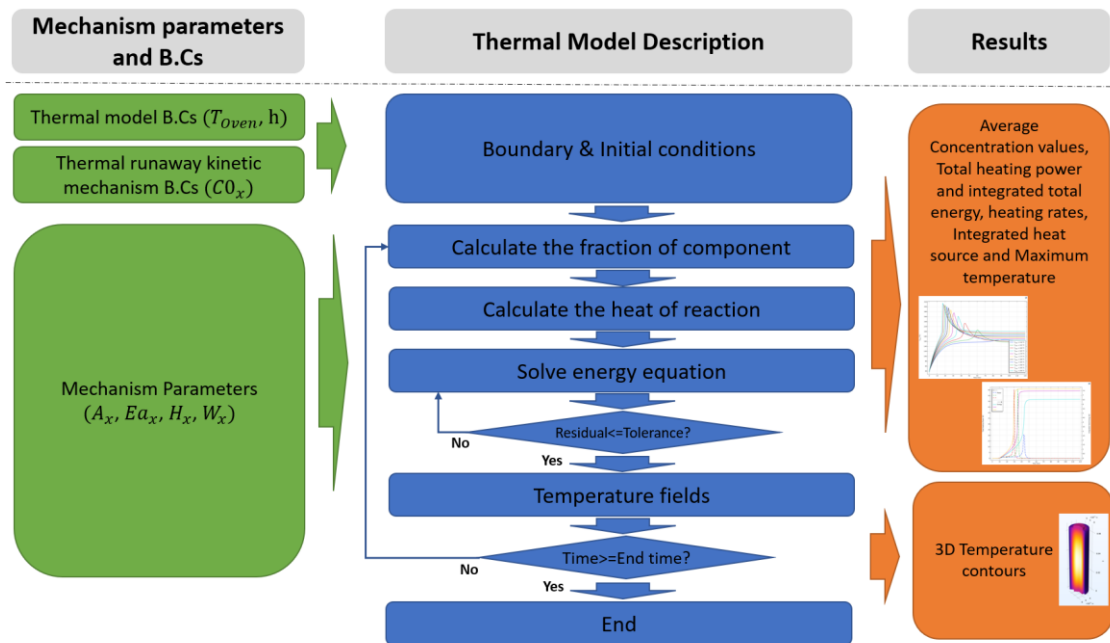 Mechanism parameters
and B.Cs
Thermal Model Description
Results
Thermal model B.Cs (T_Oven, h)
Thermal runaway kinetic
mechanism B.Cs (C0_x)
Mechanism Parameters
(A_x, Ea_x, H_x, W_x)
Boundary & Initial conditions
Calculate the fraction of component
Calculate the heat of reaction
Solve energy equation
Residual<=Tolerance?
No
Yes
Temperature fields
Time>=End time?
No
Yes
End
Average
Concentration values,
Total heating power
and integrated total
energy, heating rates,
Integrated heat
source and Maximum
temperature
3D Temperature
contours